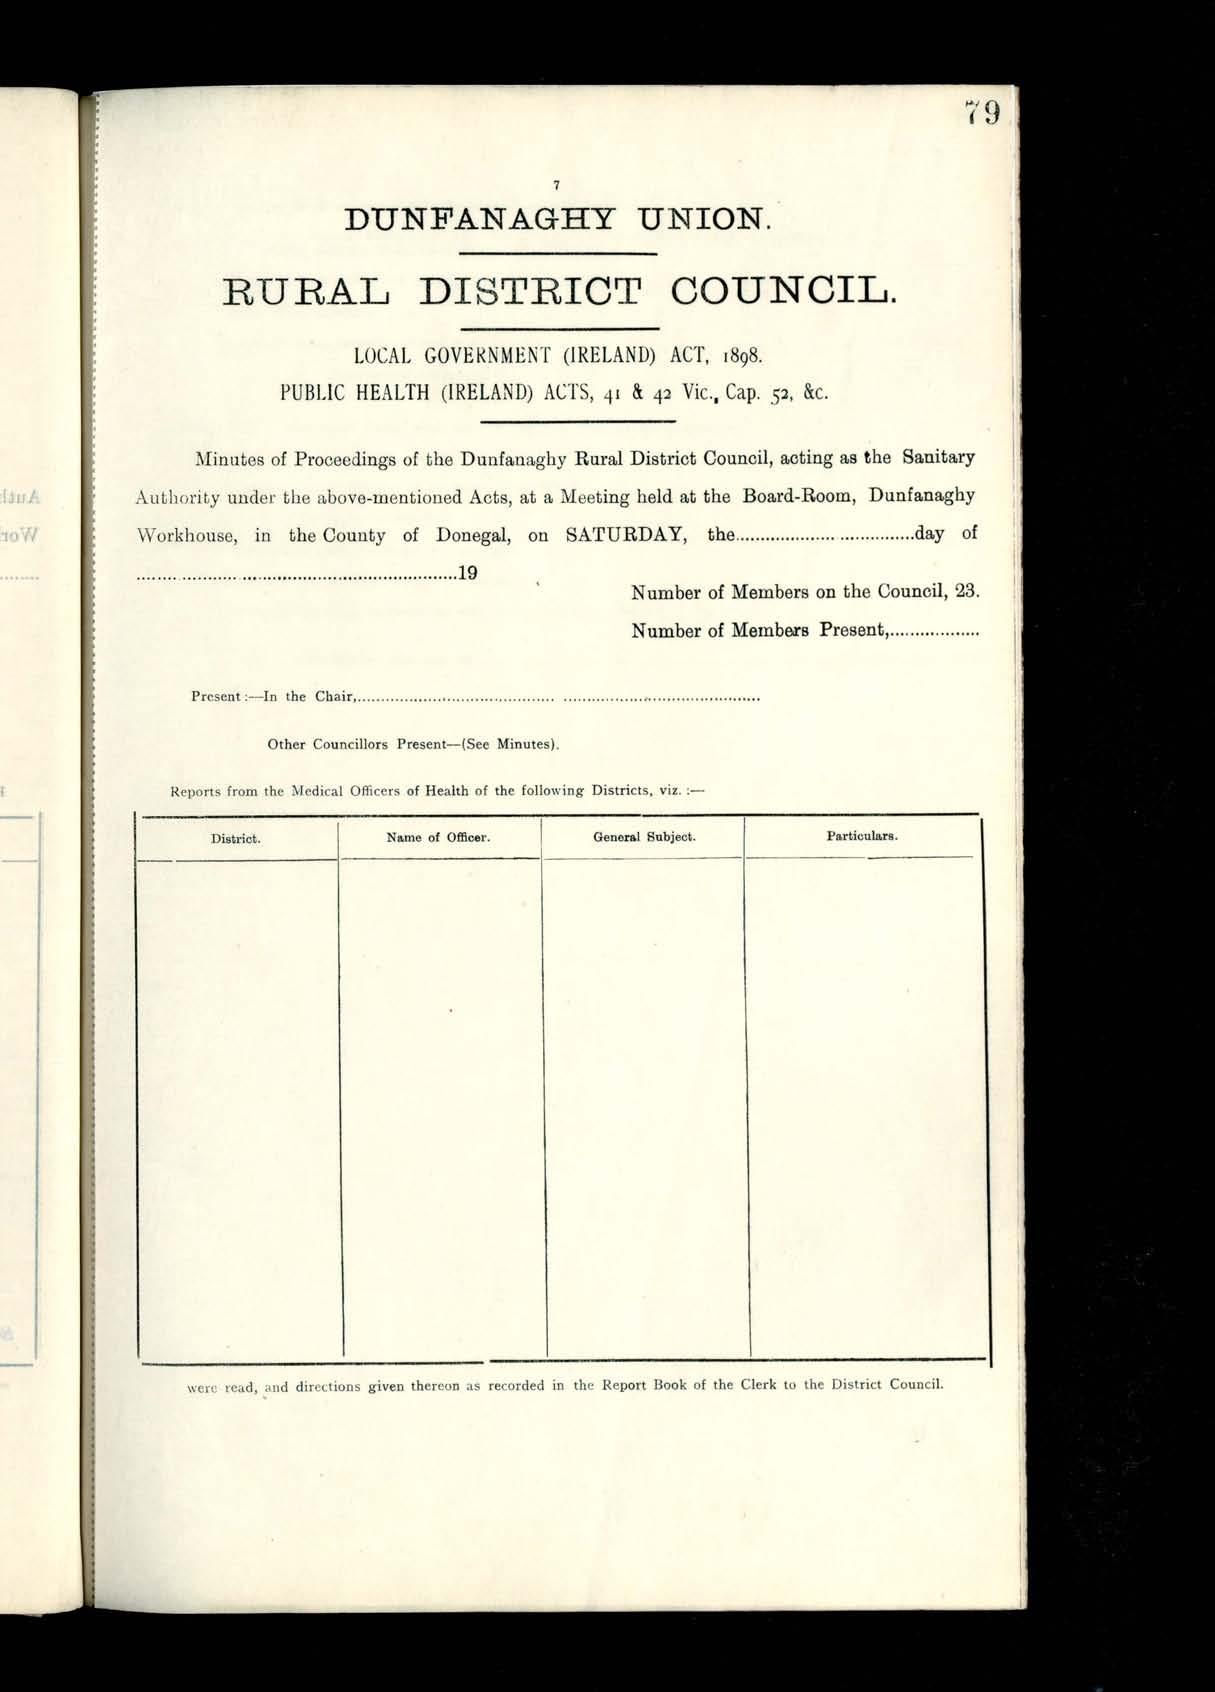 79
7
DUNFANAGHY UNION.
RURAL DISTRICT COUNCIL.
LOCAL GOVERNMENT (IRELAND) ACT, 1898.
PUBLIC HEALTH (IRELAND) ACTS, 41 & 42 Vic., Cap. 52, &c.
Minutes of Proceedings of the Dunfanaghy Rural District Council, acting as the Sanitary
Authority under the above-mentioned Acts, at a Meeting held at the Board-Room, Dunfanaghy
Workhouse, in the County of Donegal, on SATURDAY, the....................................day of
................................................................19
Number of Members on the Council, 23.
Number of Members Present,..................
Present :—In the Chair,..................................................................................
Other Councillors Present—(See Minutes).
Reports from the Medical Officers of Health of the following Districts, viz. :—
District. Name of Officer. General Subject. Particulars.
were read, and directions given thereon as recorded in the Report Book of the Clerk to the District Council.